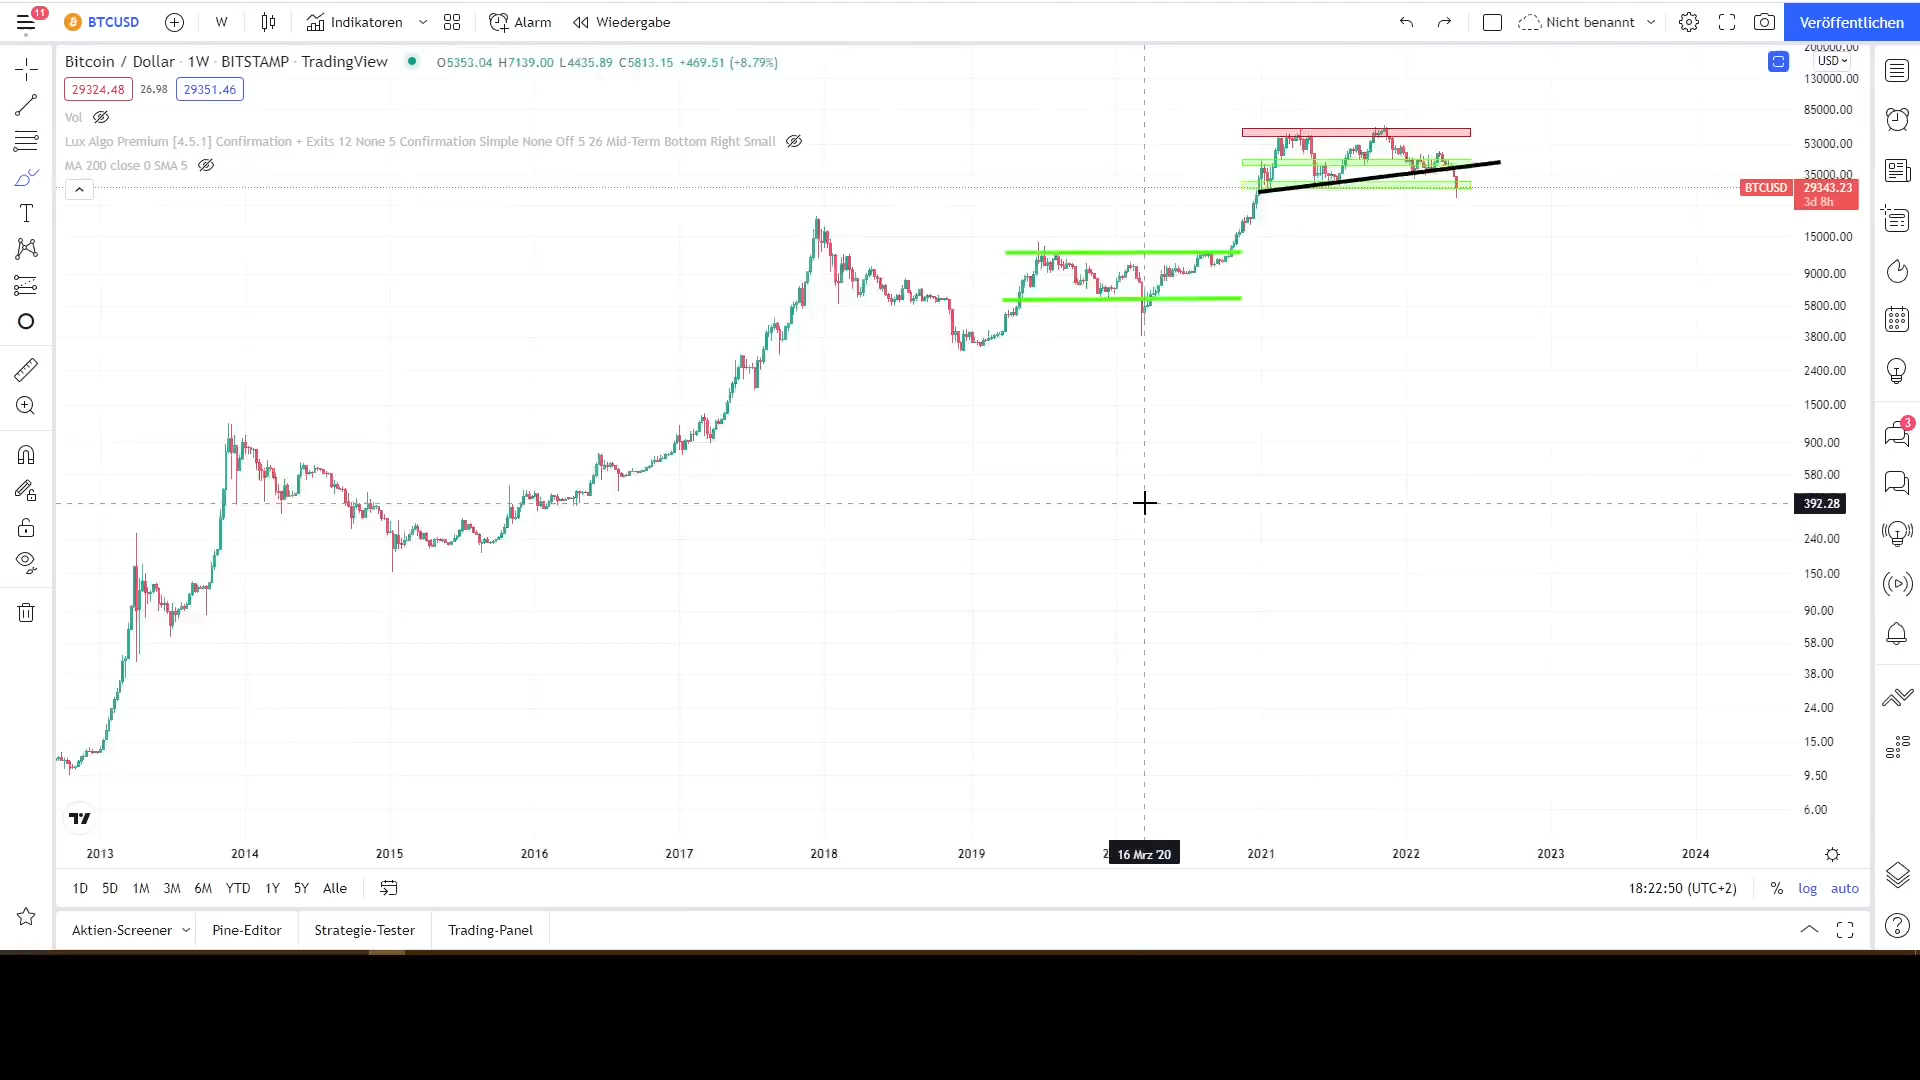 11 BTCUSD W Indikatoren Alarm Wiedergabe Nicht benannt Veröffentlichen
Bitcoin / Dollar · 1W · BITSTAMP · TradingView O5353.04 H7139.00 L4435.89 C5813.15 +469.51 (+8.79%)
29324.48 26.98 29351.46
Vol
Lux Algo Premium [4.5.1] Confirmation + Exits 12 None 5 Confirmation Simple None Off 5 26 Mid-Term Bottom Right Small
MA 200 close 0 SMA 5
200000.00
USD
130000.00
85000.00
53000.00
35000.00
BTCUSD 29343.23
3d 8h
15000.00
9000.00
5800.00
3800.00
2400.00
1500.00
900.00
580.00
392.28
240.00
150.00
90.00
58.00
38.00
24.00
15.00
9.50
6.00
3
2013 2014 2015 2016 2017 2018 2019 2 16 Mrz '20 2021 2022 2023 2024
1D 5D 1M 3M 6M YTD 1Y 5Y Alle 18:22:50 (UTC+2) % log auto
Aktien-Screener Pine-Editor Strategie-Tester Trading-Panel